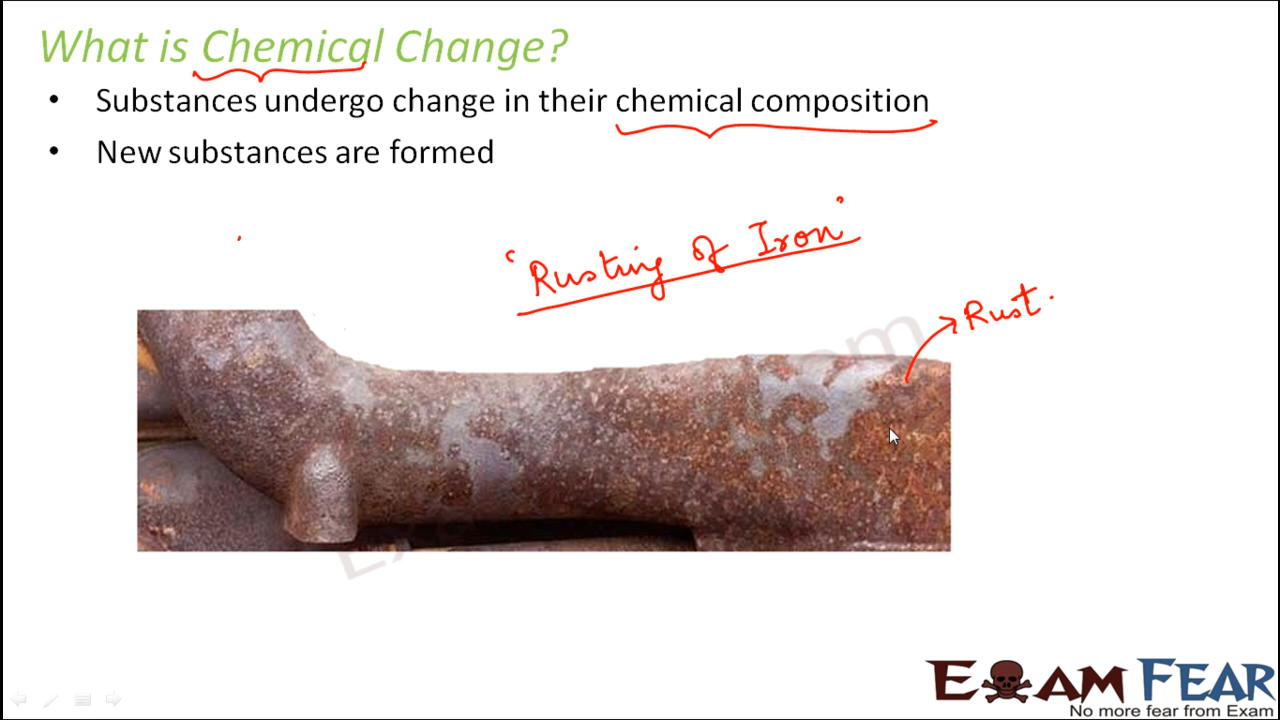 What is Chemical Change?
• Substances undergo change in their chemical composition
• New substances are formed
"Rusting of Iron"
Rust.
EXAM FEAR
No more fear from Exam